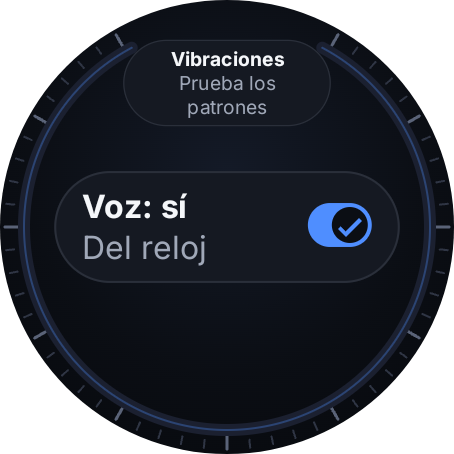 Vibraciones
Prueba los
patrones
Voz: sí
Del reloj